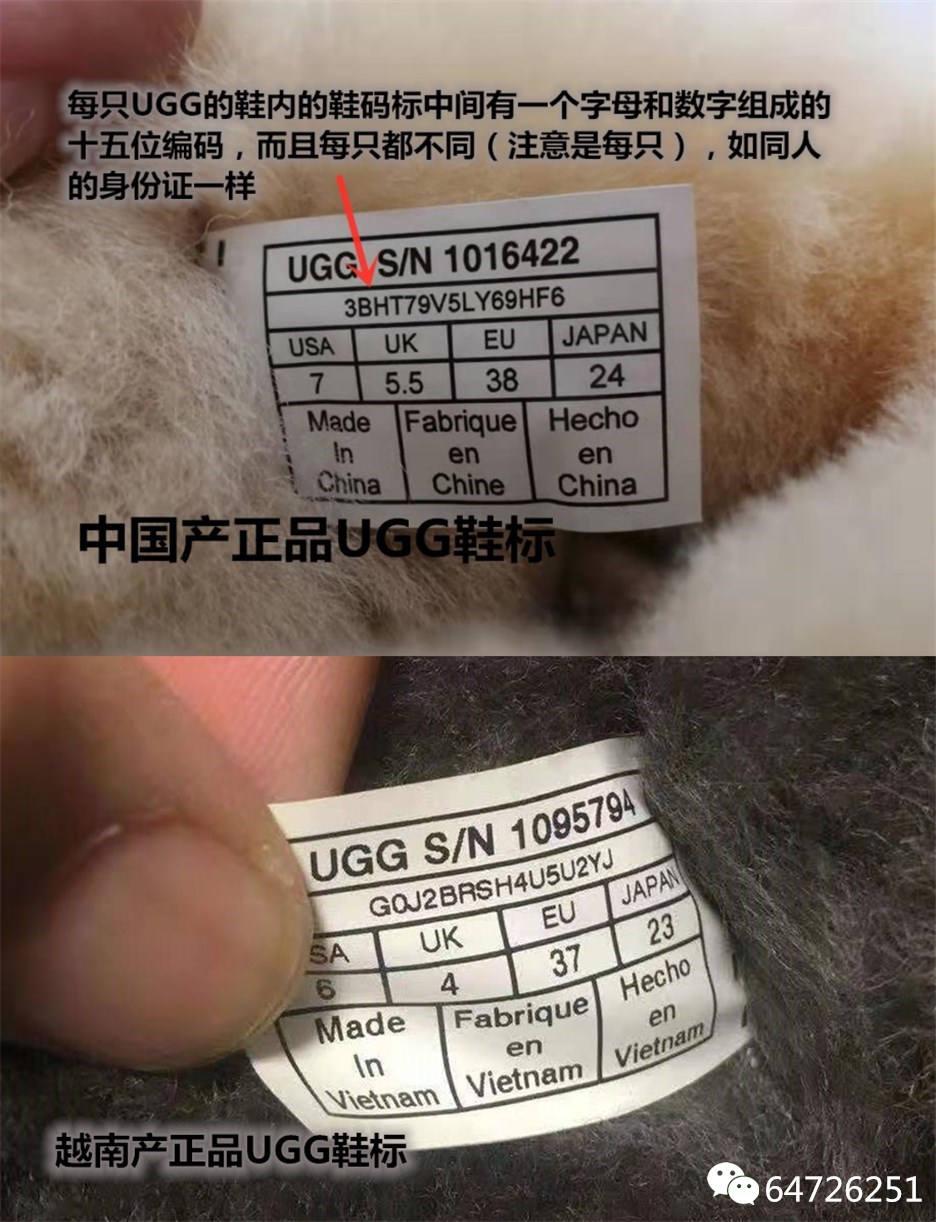 每只UGG的鞋内的鞋码标中间有一个字母和数字组成的
十五位编码，而且每只都不同（注意是每只），如同人
的身份证一样
UGG S/N 1016422
3BHT79V5LY69HF6
USA UK EU JAPAN
7 5.5 38 24
Made Fabrique Hecho
In en en
China Chine China
中国产正品UGG鞋标
UGG S/N 1095794
G0J2BRSH4U5U2YJ
SA UK EU JAPAN
6 4 37 23
Made Fabrique Hecho
In en en
Vietnam Vietnam Vietnam
越南产正品UGG鞋标
64726251